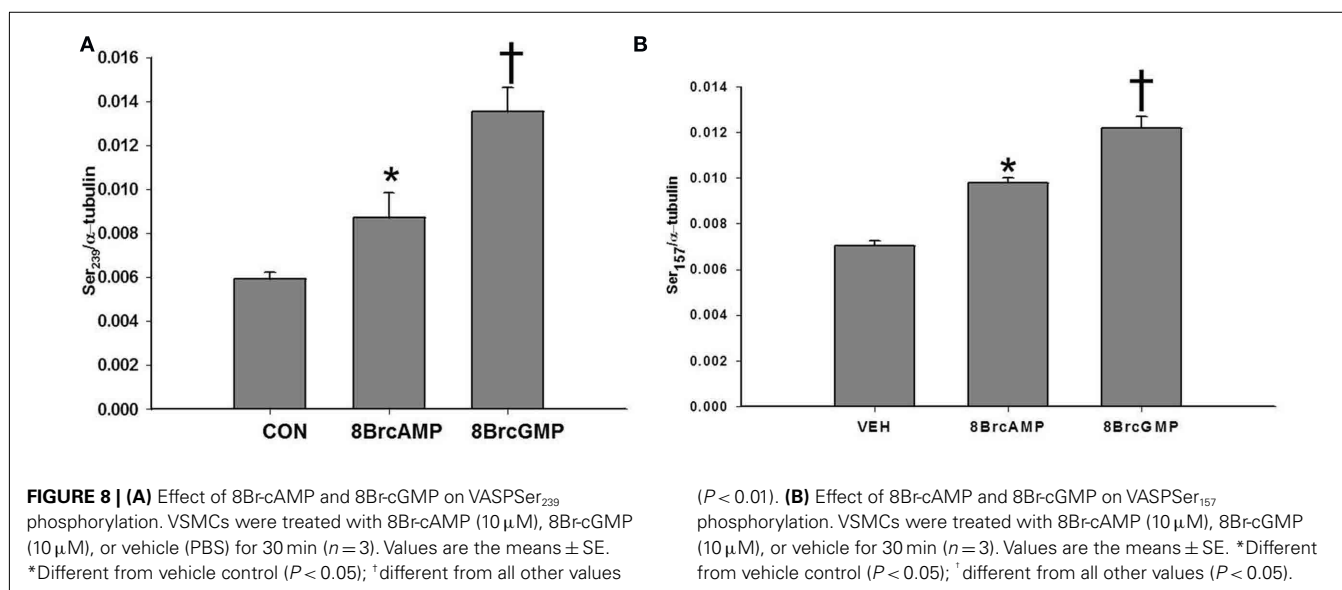 A
0.016
†
0.014
0.012
*
0.010
0.008
0.006
0.004
0.002
0.000
Ser239/α-tubulin
CON 8BrcAMP 8BrcGMP
B
0.014
†
0.012
*
0.010
0.008
0.006
0.004
0.002
0.000
Ser157/α-tubulin
VEH 8BrcAMP 8BrcGMP
FIGURE 8 | (A) Effect of 8Br-cAMP and 8Br-cGMP on VASPSer239
phosphorylation. VSMCs were treated with 8Br-cAMP (10 μM), 8Br-cGMP
(10 μM), or vehicle (PBS) for 30 min (n = 3). Values are the means ± SE.
*Different from vehicle control (P < 0.05); †different from all other values
(P < 0.01). (B) Effect of 8Br-cAMP and 8Br-cGMP on VASPSer157
phosphorylation. VSMCs were treated with 8Br-cAMP (10 μM), 8Br-cGMP
(10 μM), or vehicle for 30 min (n = 3). Values are the means ± SE. *Different
from vehicle control (P < 0.05); †different from all other values (P < 0.05).